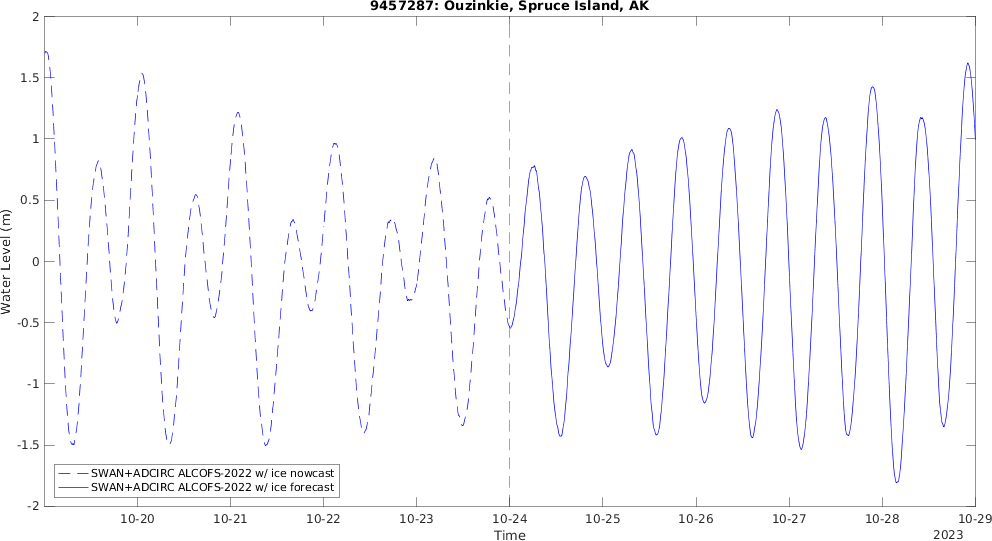 9457287: Ouzinkie, Spruce Island, AK
2
1.5
1
0.5
0
-0.5
-1
-1.5
-2
Water Level (m)
SWAN+ADCIRC ALCOFS-2022 w/ ice nowcast
SWAN+ADCIRC ALCOFS-2022 w/ ice forecast
10-20 10-21 10-22 10-23 10-24 10-25 10-26 10-27 10-28 10-29
Time
2023